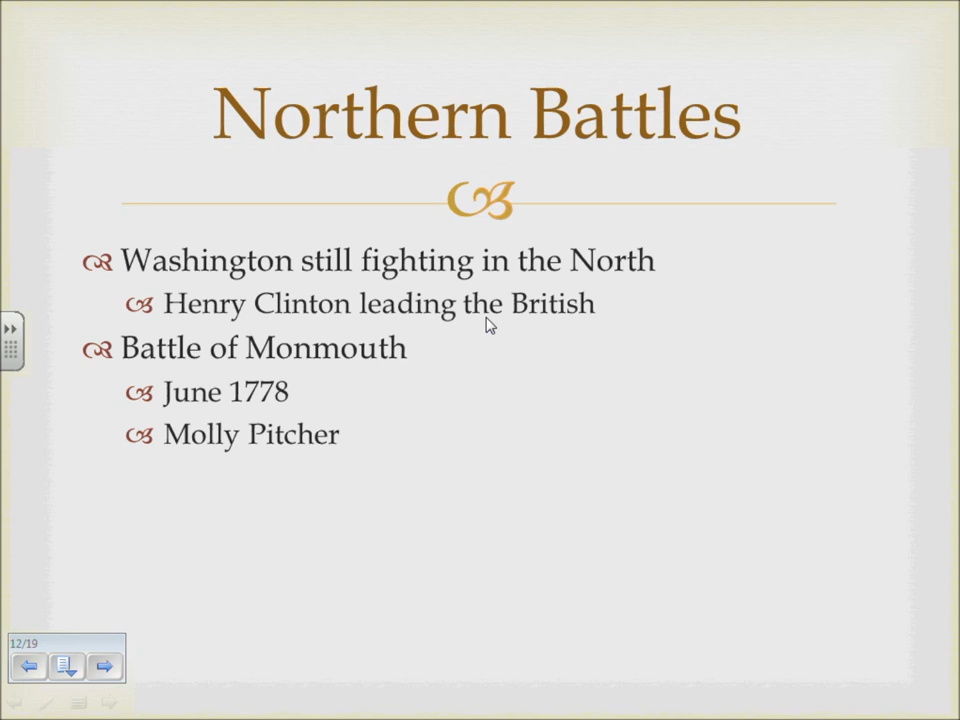 Northern Battles
Washington still fighting in the North
Henry Clinton leading the British
Battle of Monmouth
June 1778
Molly Pitcher
12/19